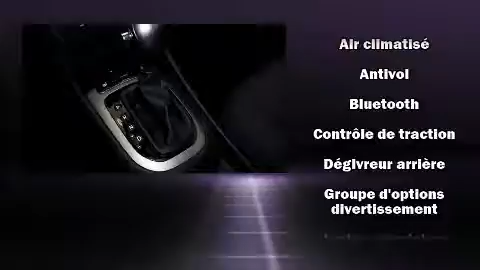 Air climatisé
Antivol
Bluetooth
Contrôle de traction
Dégivreur arrière
Groupe d'options
divertissement